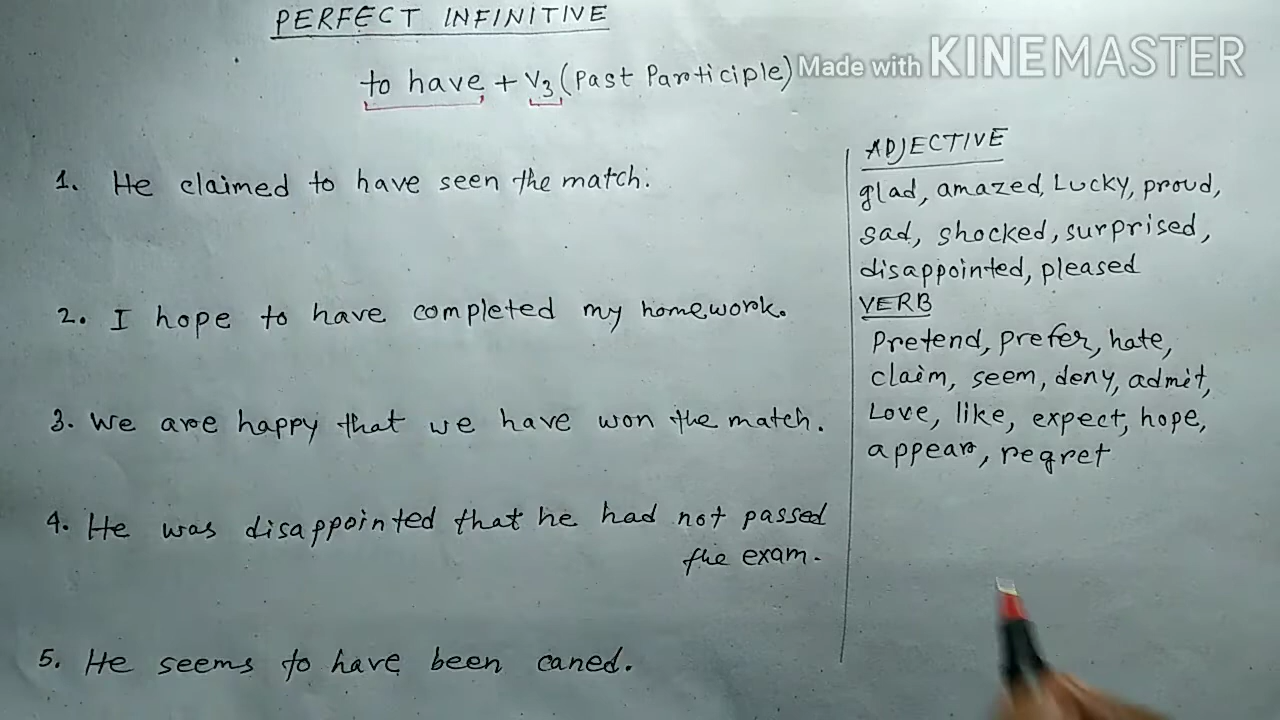 PERFECT INFINITIVE
to have + V3 (Past Participle)
Made with KINEMASTER
1. He claimed to have seen the match.
2. I hope to have completed my homework.
3. We are happy that we have won the match.
4. He was disappointed that he had not passed
the exam.
5. He seems to have been caned.
ADJECTIVE
glad, amazed, Lucky, proud,
sad, shocked, surprised,
disappointed, pleased
VERB
Pretend, prefer, hate,
claim, seem, deny, admit,
Love, like, expect, hope,
appear, regret